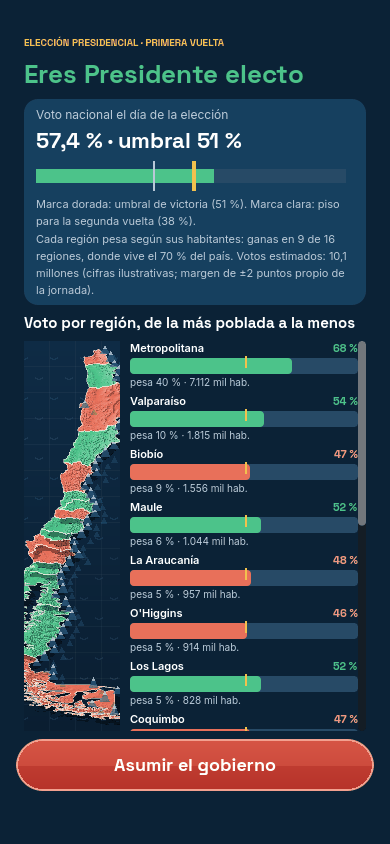 ELECCIÓN PRESIDENCIAL · PRIMERA VUELTA
Eres Presidente electo
Voto nacional el día de la elección
57,4 % · umbral 51 %
Marca dorada: umbral de victoria (51 %). Marca clara: piso
para la segunda vuelta (38 %).
Cada región pesa según sus habitantes: ganas en 9 de 16
regiones, donde vive el 70 % del país. Votos estimados: 10,1
millones (cifras ilustrativas; margen de ±2 puntos propio de
la jornada).
Voto por región, de la más poblada a la menos
Metropolitana 68 %
pesa 40 % · 7.112 mil hab.
Valparaíso 54 %
pesa 10 % · 1.815 mil hab.
Biobío 47 %
pesa 9 % · 1.556 mil hab.
Maule 52 %
pesa 6 % · 1.044 mil hab.
La Araucanía 48 %
pesa 5 % · 957 mil hab.
O'Higgins 46 %
pesa 5 % · 914 mil hab.
Los Lagos 52 %
pesa 5 % · 828 mil hab.
Coquimbo 47 %
Asumir el gobierno